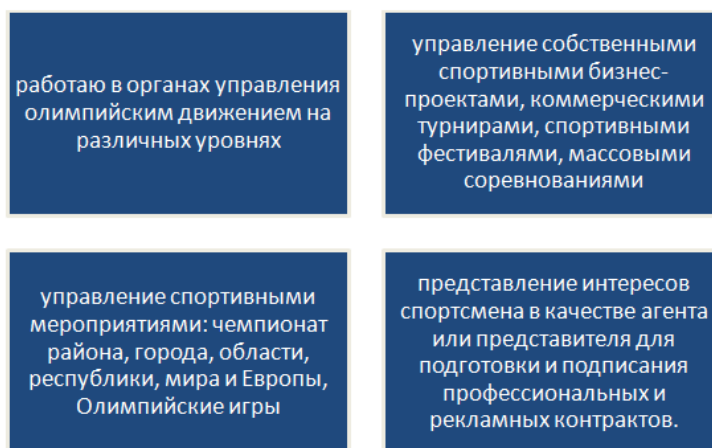 работаю в органах управления
олимпийским движением на
различных уровнях
управление собственными
спортивными бизнес-
проектами, коммерческими
турнирами, спортивными
фестивалями, массовыми
соревнованиями
управление спортивными
мероприятиями: чемпионат
района, города, области,
республики, мира и Европы,
Олимпийские игры
представление интересов
спортсмена в качестве агента
или представителя для
подготовки и подписания
профессиональных и
рекламных контрактов.